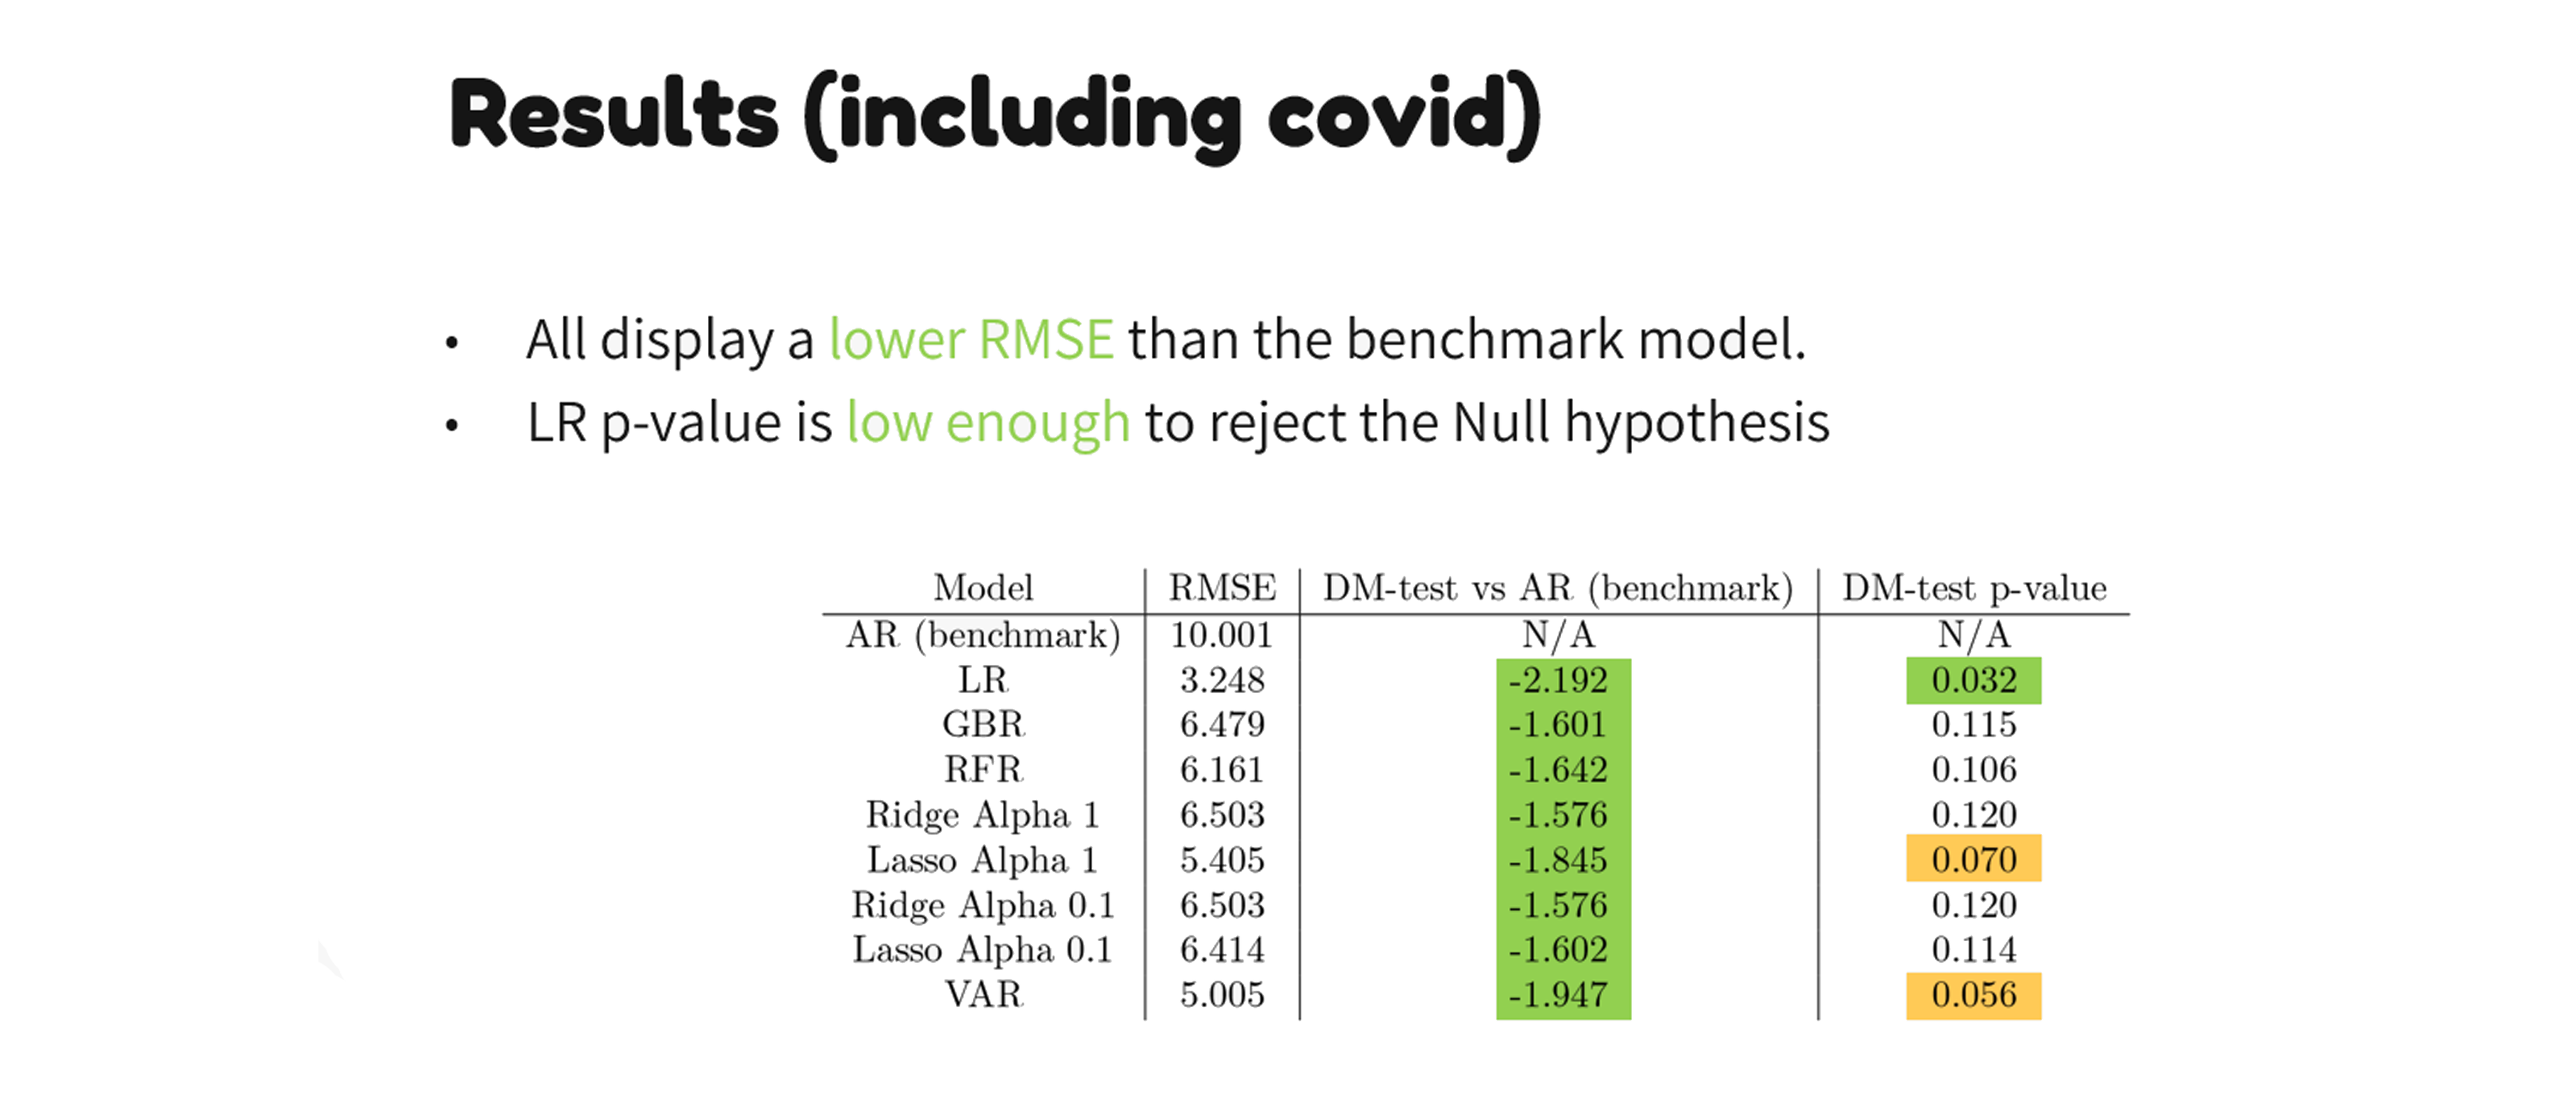 Results (including covid)
• All display a lower RMSE than the benchmark model.
• LR p-value is low enough to reject the Null hypothesis
Model RMSE DM-test vs AR (benchmark) DM-test p-value
AR (benchmark) 10.001 N/A N/A
LR 3.248 -2.192 0.032
GBR 6.479 -1.601 0.115
RFR 6.161 -1.642 0.106
Ridge Alpha 1 6.503 -1.576 0.120
Lasso Alpha 1 5.405 -1.845 0.070
Ridge Alpha 0.1 6.503 -1.576 0.120
Lasso Alpha 0.1 6.414 -1.602 0.114
VAR 5.005 -1.947 0.056